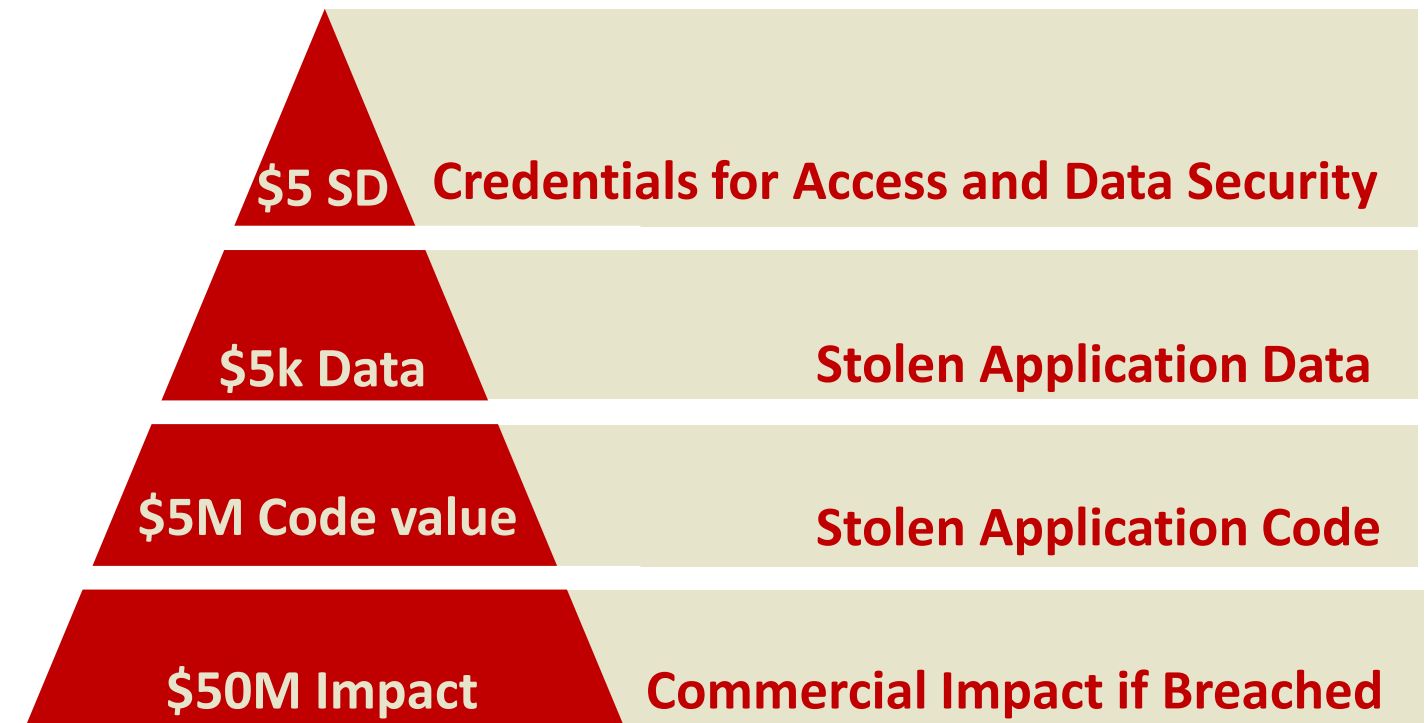 $5 SD
Credentials for Access and Data Security
$5k Data
Stolen Application Data
$5M Code value
Stolen Application Code
$50M Impact
Commercial Impact if Breached